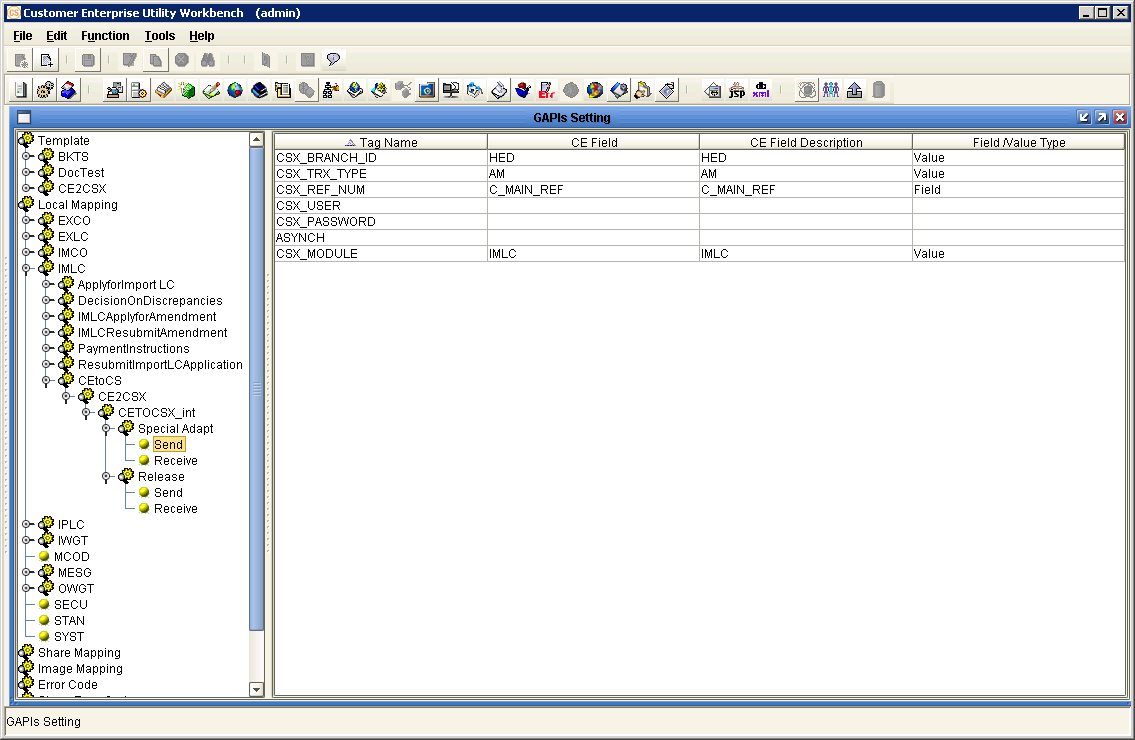 Customer Enterprise Utility Workbench (admin)
File Edit Function Tools Help
jsp
db
xml
GAPIs Setting
Template
BKTS
DocTest
CE2CSX
Local Mapping
EXCO
EXLC
IMCO
IMLC
ApplyforImport LC
DecisionOnDiscrepancies
IMLCApplyforAmendment
IMLCResubmitAmendment
PaymentInstructions
ResubmitImportLCApplication
CEtoCS
CE2CSX
CETOCSX_int
Special Adapt
Send
Receive
Release
Send
Receive
IPLC
IWGT
MCOD
MESG
OWGT
SECU
STAN
SYST
Share Mapping
Image Mapping
Error Code
Tag Name CE Field CE Field Description Field /Value Type
CSX_BRANCH_ID HED HED Value
CSX_TRX_TYPE AM AM Value
CSX_REF_NUM C_MAIN_REF C_MAIN_REF Field
CSX_USER
CSX_PASSWORD
ASYNCH
CSX_MODULE IMLC IMLC Value
GAPIs Setting